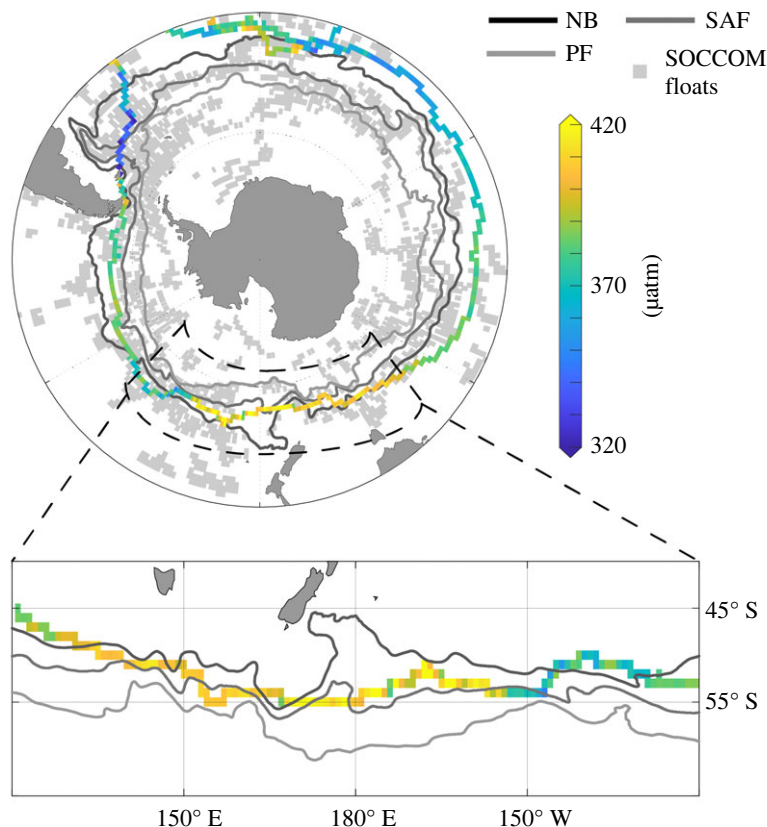 NB
SAF
PF
SOCCOM
floats
420
370
320
(µatm)
45° S
55° S
150° E
180° E
150° W